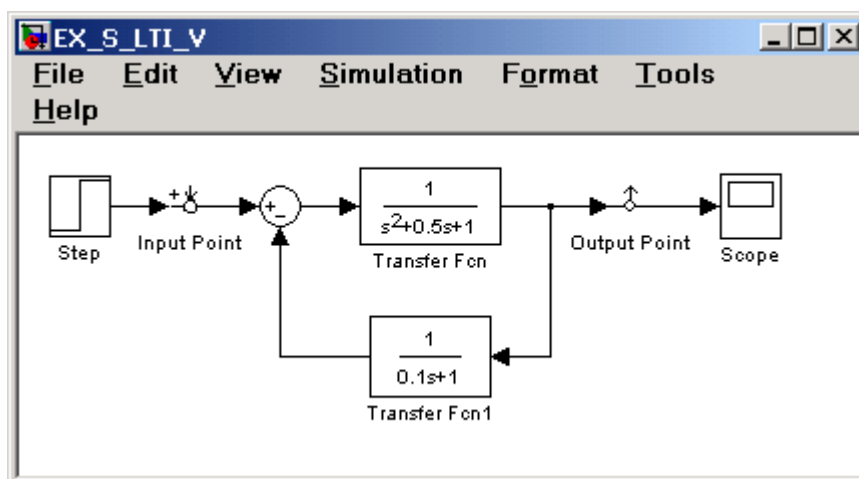 EX_S_LTI_V
File Edit View Simulation Format Tools
Help
Step
Input Point
+
+
-
1
s²+0.5s+1
Transfer Fcn
Output Point
Scope
1
0.1s+1
Transfer Fcn1